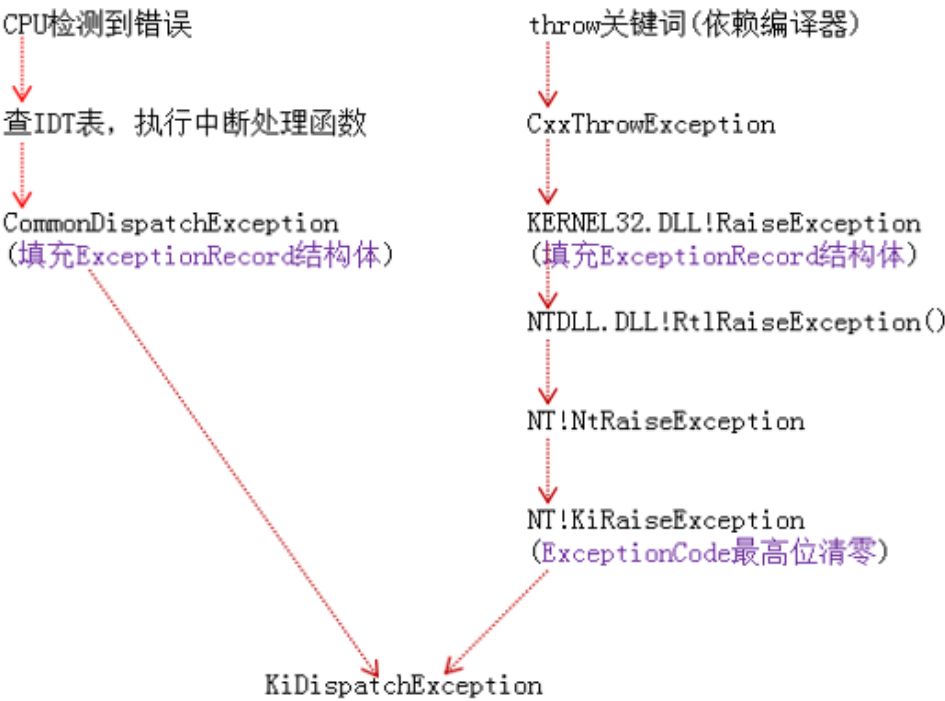 CPU检测到错误
查IDT表, 执行中断处理函数
CommonDispatchException
(填充ExceptionRecord结构体)
throw关键词(依赖编译器)
CxxThrowException
KERNEL32.DLL!RaiseException
(填充ExceptionRecord结构体)
NTDLL.DLL!RtlRaiseException()
NT!NtRaiseException
NT!KiRaiseException
(ExceptionCode最高位清零)
KiDispatchException